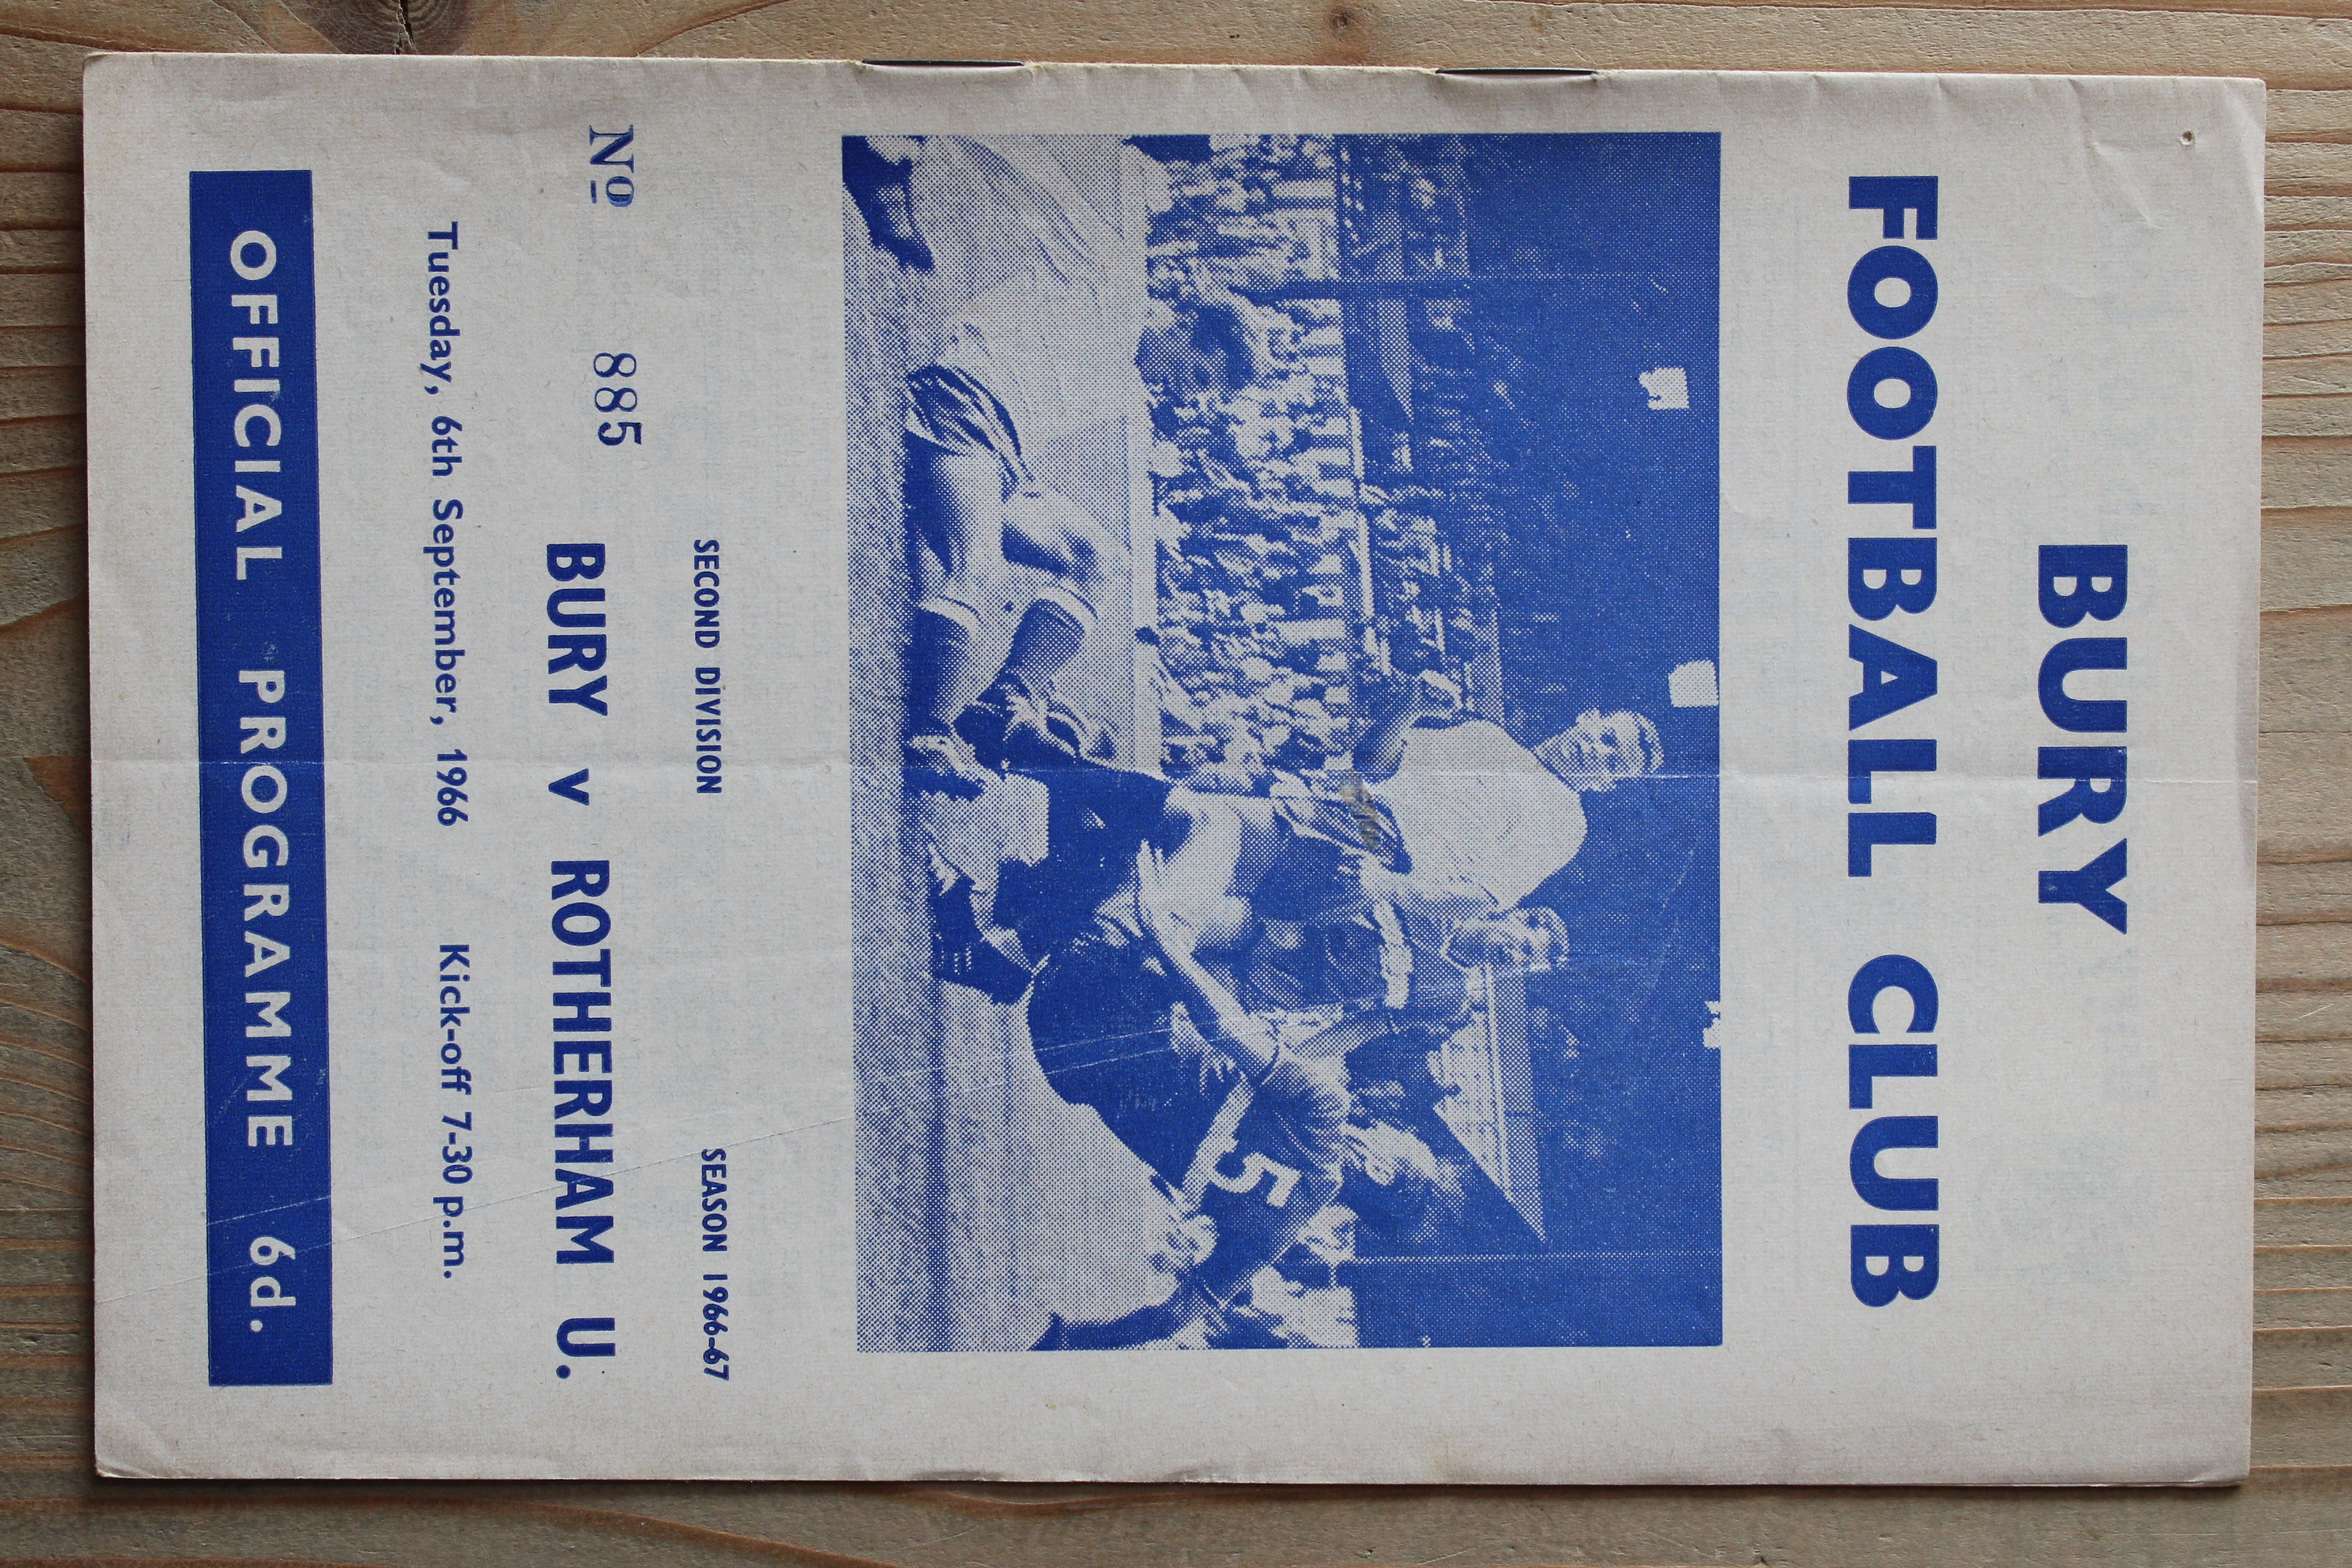 BURY
FOOTBALL CLUB
5
SECOND DIVISION SEASON 1966-67
Nº 885
BURY v ROTHERHAM U.
Tuesday, 6th September, 1966 Kick-off 7-30 p.m.
OFFICIAL PROGRAMME 6d.